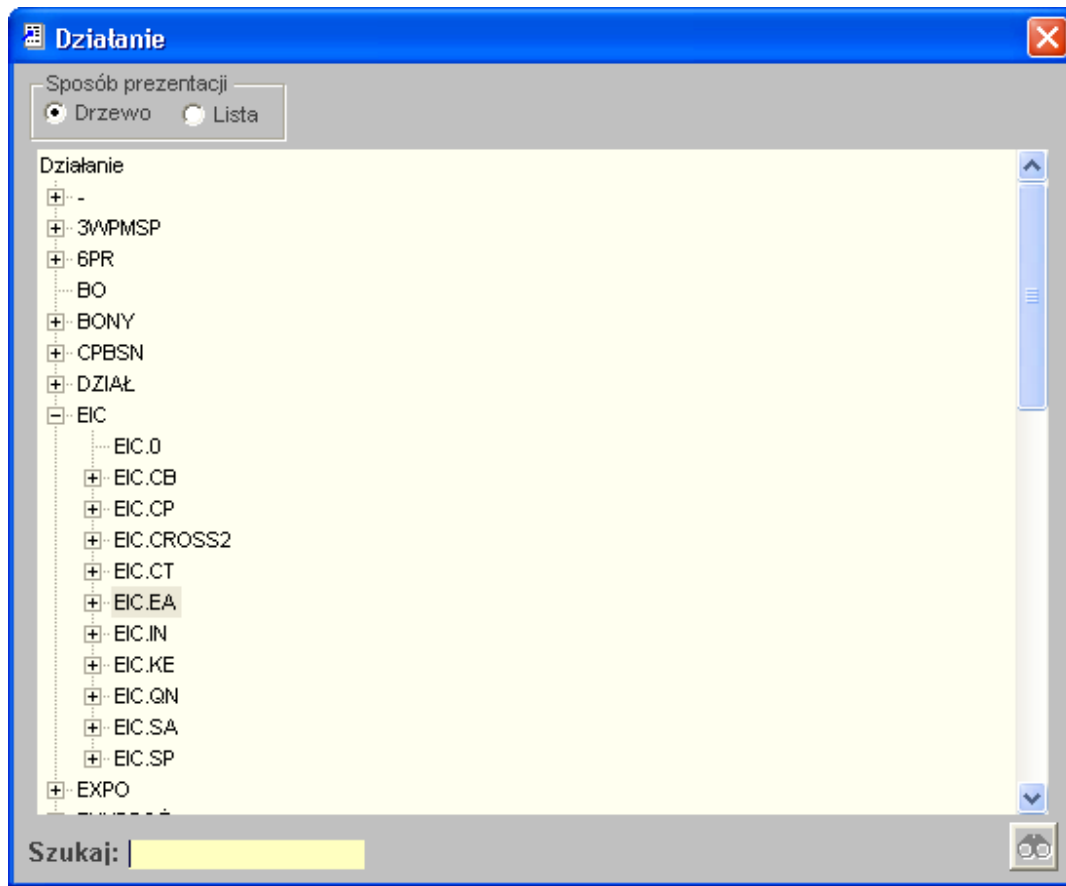 Działanie
Sposób prezentacji
Drzewo Lista
Działanie
-
3WPMSP
6PR
BO
BONY
CPBSN
DZIAŁ
EIC
EIC.0
EIC.CB
EIC.CP
EIC.CROSS2
EIC.CT
EIC.EA
EIC.IN
EIC.KE
EIC.QN
EIC.SA
EIC.SP
EXPO
Szukaj: